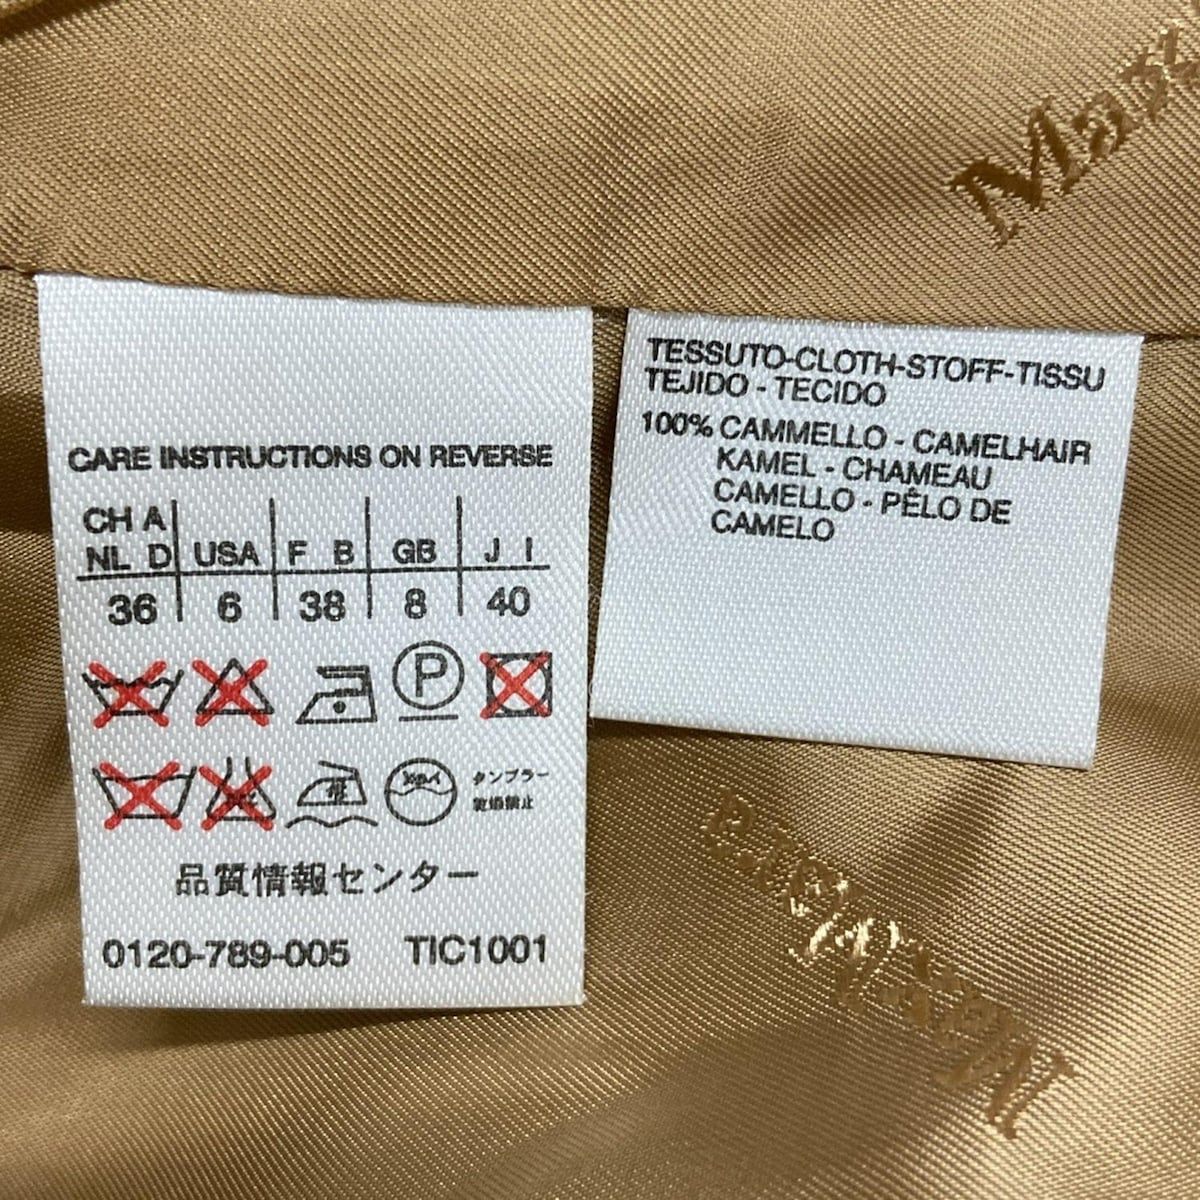 CARE INSTRUCTIONS ON REVERSE
CH A
NL D USA F B GB J I
36 6 38 8 40
P
タンブラー
乾燥禁止
品質情報センター
0120-789-005 TIC1001
TESSUTO-CLOTH-STOFF-TISSU
TEJIDO - TECIDO
100% CAMMELLO - CAMELHAIR
KAMEL - CHAMEAU
CAMELLO - PÊLO DE
CAMELO
MaxMara